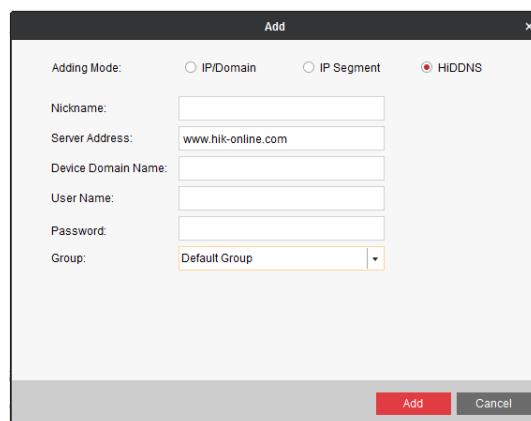 Add
Adding Mode: IP/Domain IP Segment HiDDNS
Nickname:
Server Address: www.hik-online.com
Device Domain Name:
User Name:
Password:
Group: Default Group
Add Cancel